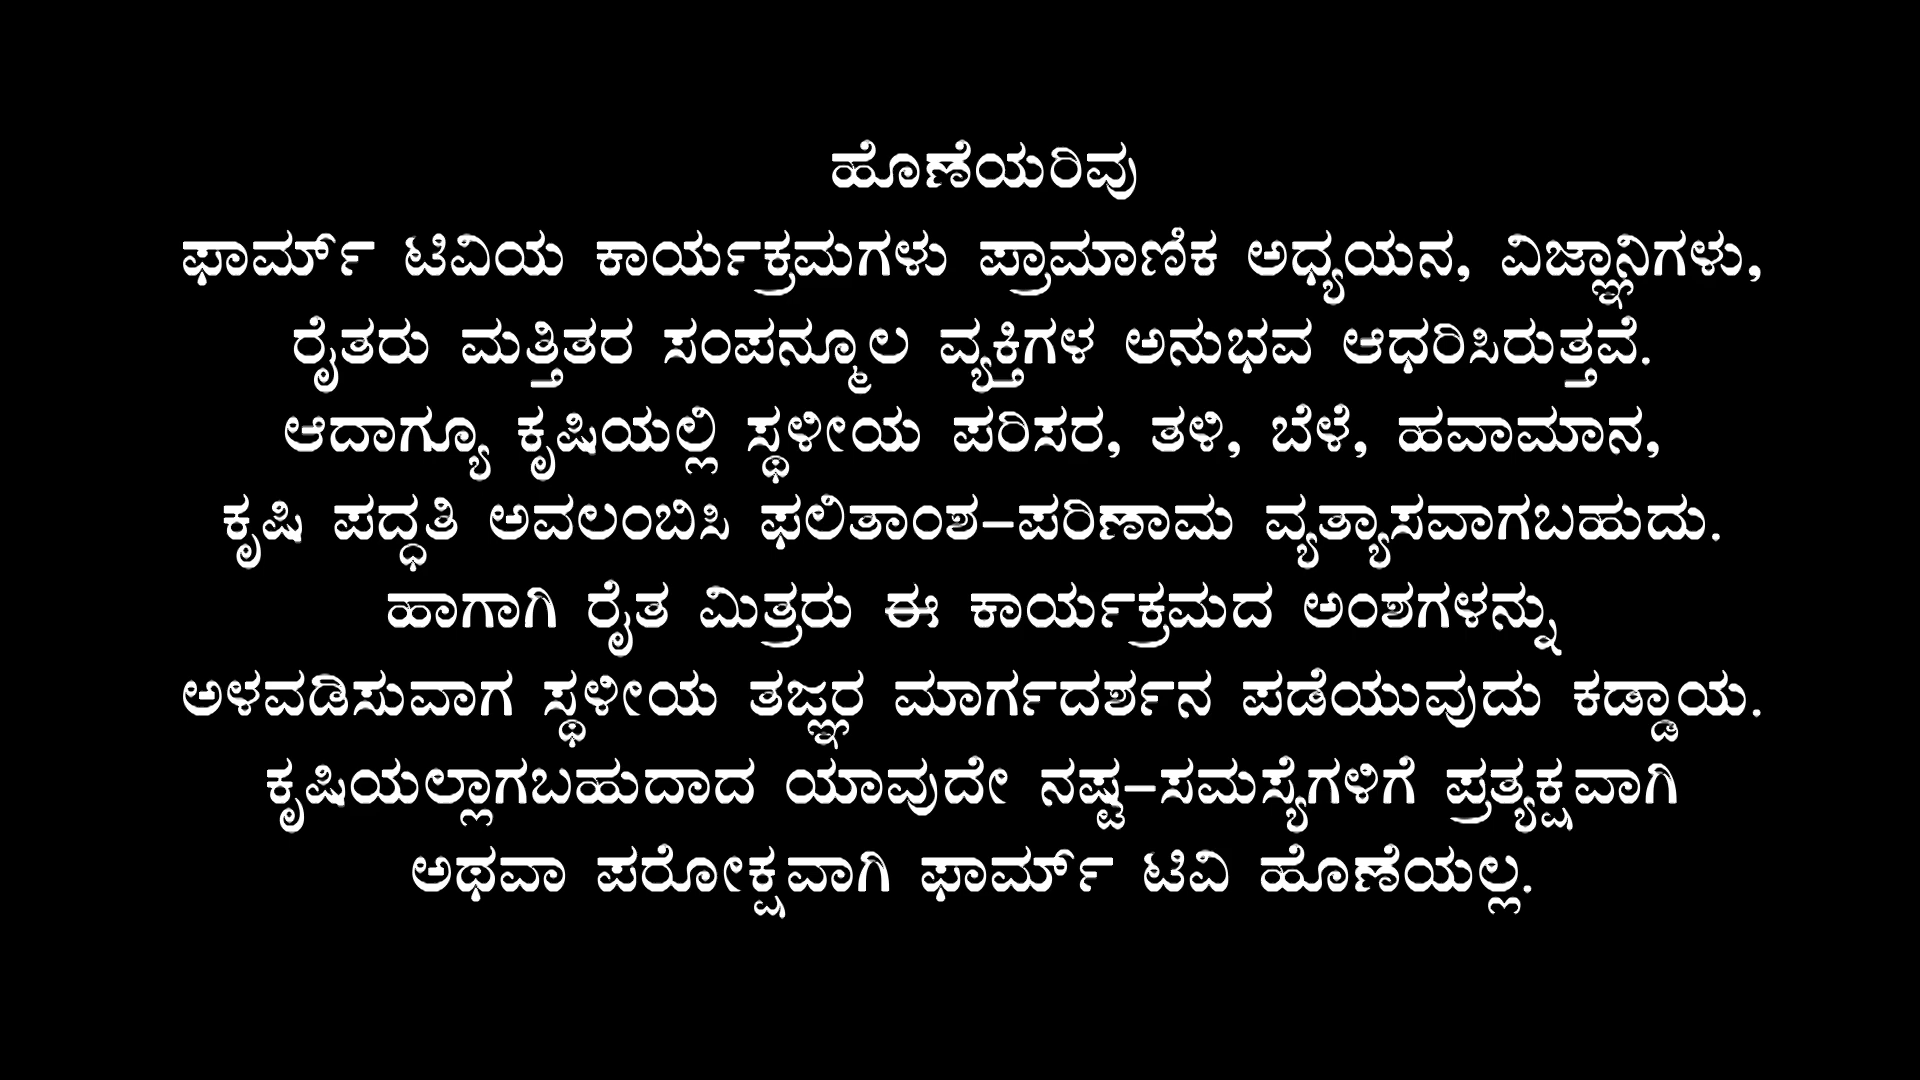 ಹೊಣೆಯರಿವು
ಫಾರ್ಮ್ ಟಿವಿಯ ಕಾರ್ಯಕ್ರಮಗಳು ಪ್ರಾಮಾಣಿಕ ಅಧ್ಯಯನ, ವಿಜ್ಞಾನಿಗಳು,
ರೈತರು ಮತ್ತಿತರ ಸಂಪನ್ಮೂಲ ವ್ಯಕ್ತಿಗಳ ಅನುಭವ ಆಧರಿಸಿರುತ್ತವೆ.
ಆದಾಗ್ಯೂ ಕೃಷಿಯಲ್ಲಿ ಸ್ಥಳೀಯ ಪರಿಸರ, ತಳಿ, ಬೆಳೆ, ಹವಾಮಾನ,
ಕೃಷಿ ಪದ್ಧತಿ ಅವಲಂಬಿಸಿ ಫಲಿತಾಂಶ–ಪರಿಣಾಮ ವ್ಯತ್ಯಾಸವಾಗಬಹುದು.
ಹಾಗಾಗಿ ರೈತ ಮಿತ್ರರು ಈ ಕಾರ್ಯಕ್ರಮದ ಅಂಶಗಳನ್ನು
ಅಳವಡಿಸುವಾಗ ಸ್ಥಳೀಯ ತಜ್ಞರ ಮಾರ್ಗದರ್ಶನ ಪಡೆಯುವುದು ಕಡ್ಡಾಯ.
ಕೃಷಿಯಲ್ಲಾಗಬಹುದಾದ ಯಾವುದೇ ನಷ್ಟ–ಸಮಸ್ಯೆಗಳಿಗೆ ಪ್ರತ್ಯಕ್ಷವಾಗಿ
ಅಥವಾ ಪರೋಕ್ಷವಾಗಿ ಫಾರ್ಮ್ ಟಿವಿ ಹೊಣೆಯಲ್ಲ.